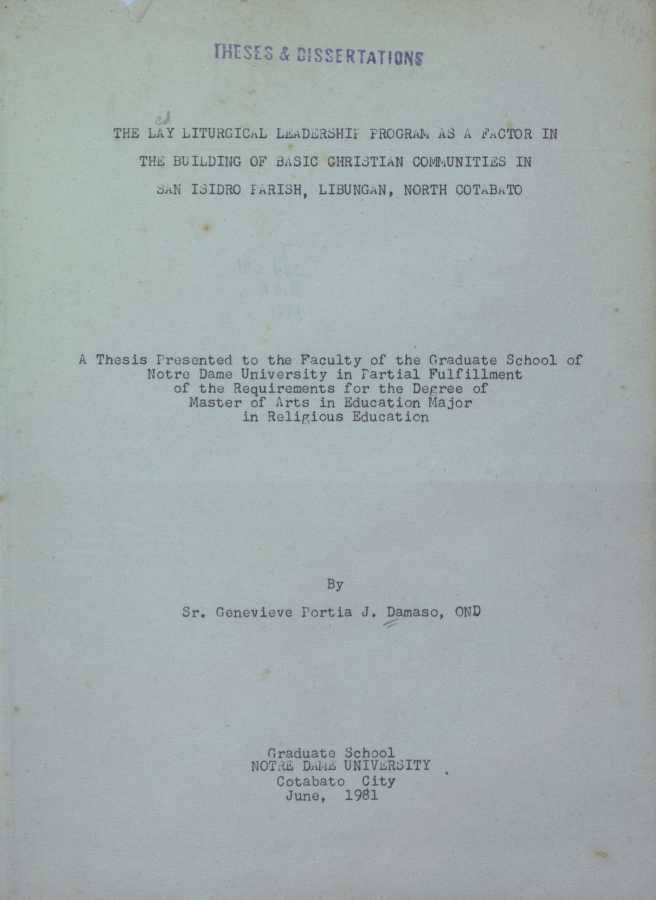 THESES & DISSERTATIONS
THE LAY LITURGICAL LEADERSHIP PROGRAM AS A FACTOR IN
THE BUILDING OF BASIC CHRISTIAN COMMUNITIES IN
SAN ISIDRO PARISH, LIBUNGAN, NORTH COTABATO
A Thesis Presented to the Faculty of the Graduate School of
Notre Dame University in Partial Fulfillment
of the Requirements for the Degree of
Master of Arts in Education Major
in Religious Education
By
Sr. Genevieve Portia J. Damaso, OND
Graduate School
NOTRE DAME UNIVERSITY
Cotabato City
June, 1981